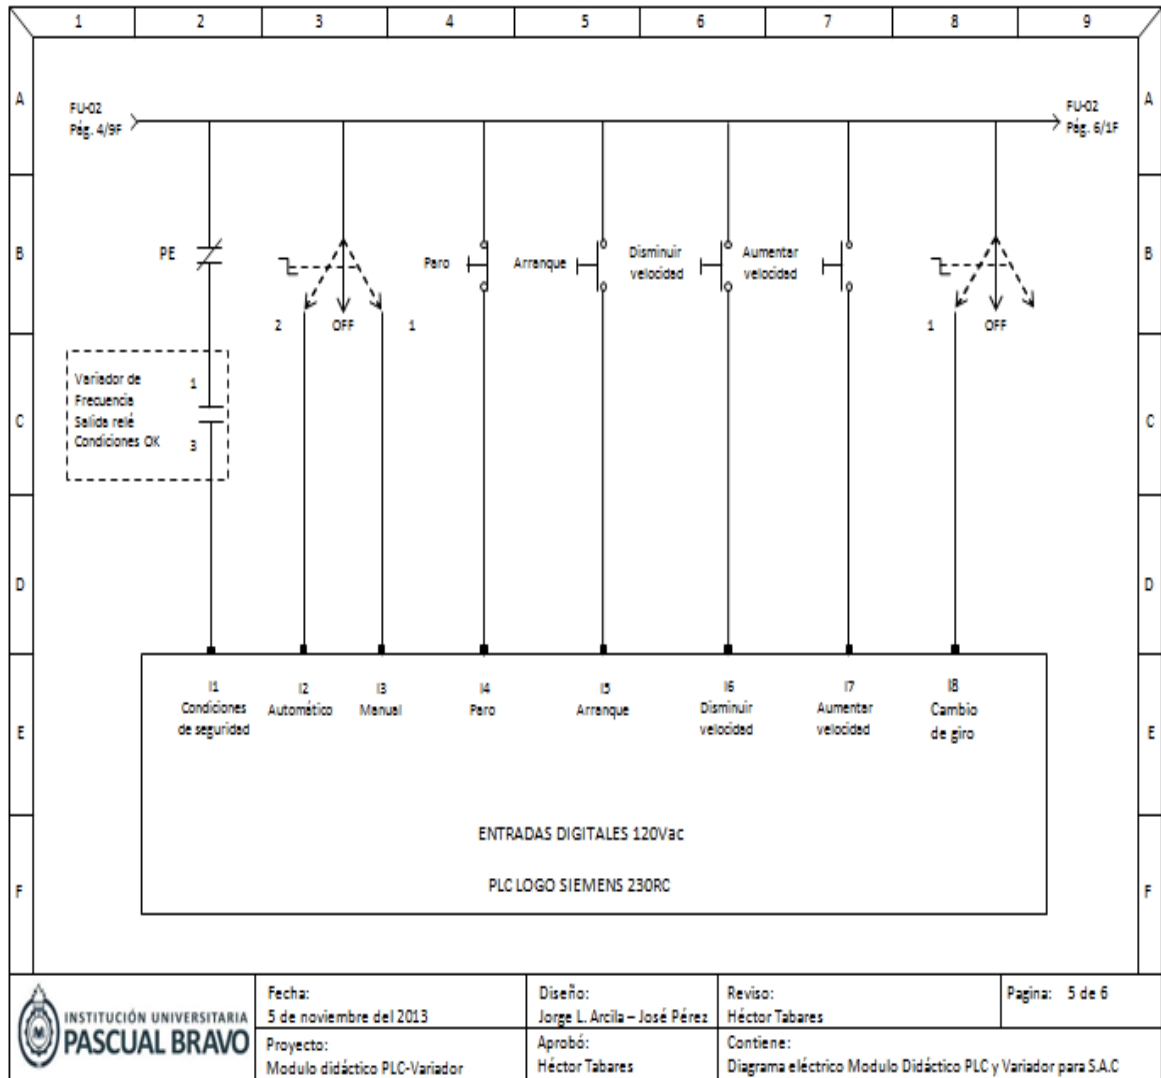 1 2 3 4 5 6 7 8 9
A A
FU-02
Pág. 4/9F
FU-02
Pág. 6/1F
B B
PE
Paro
Arranque
Disminuir
velocidad
Aumentar
velocidad
2 OFF 1
1 OFF
C C
Variador de
Frecuencia
Salida relé
Condiciones OK
1
3
D D
E E
I1
Condiciones
de seguridad
I2
Automático
I3
Manual
I4
Paro
I5
Arranque
I6
Disminuir
velocidad
I7
Aumentar
velocidad
I8
Cambio
de giro
ENTRADAS DIGITALES 120Vac
PLC LOGO SIEMENS 230RC
F F
INSTITUCIÓN UNIVERSITARIA
PASCUAL BRAVO
Fecha:
5 de noviembre del 2013
Diseño:
Jorge L. Arcila – José Pérez
Reviso:
Héctor Tabares
Pagina: 5 de 6
Proyecto:
Modulo didáctico PLC-Variador
Aprobó:
Héctor Tabares
Contiene:
Diagrama eléctrico Modulo Didáctico PLC y Variador para S.A.C